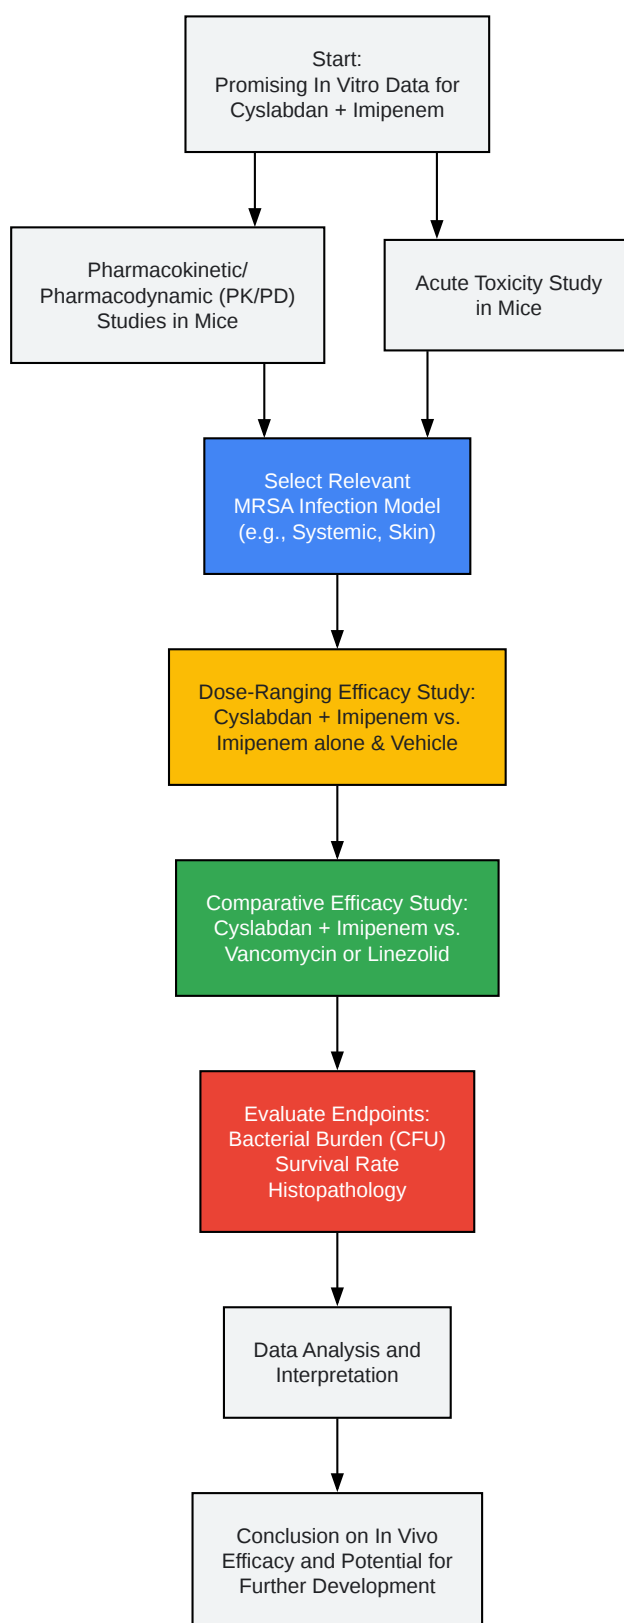 Start:
Promising In Vitro Data for
Cyslabdan + Imipenem
Pharmacokinetic/
Pharmacodynamic (PK/PD)
Studies in Mice
Acute Toxicity Study
in Mice
Select Relevant
MRSA Infection Model
(e.g., Systemic, Skin)
Dose-Ranging Efficacy Study:
Cyslabdan + Imipenem vs.
Imipenem alone & Vehicle
Comparative Efficacy Study:
Cyslabdan + Imipenem vs.
Vancomycin or Linezolid
Evaluate Endpoints:
Bacterial Burden (CFU)
Survival Rate
Histopathology
Data Analysis and
Interpretation
Conclusion on In Vivo
Efficacy and Potential for
Further Development